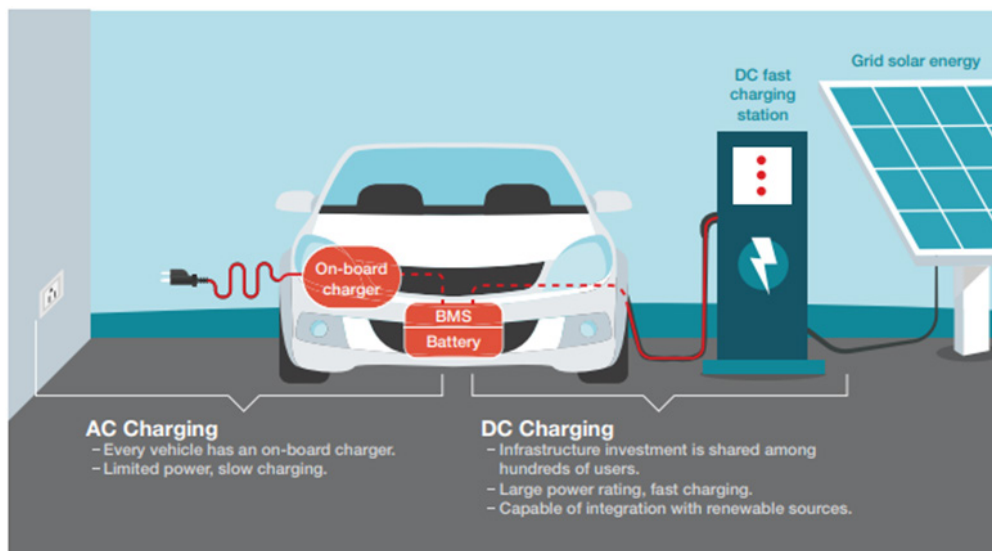 Grid solar energy
DC fast
charging
station
On-board
charger
BMS
Battery
AC Charging
– Every vehicle has an on-board charger.
– Limited power, slow charging.
DC Charging
– Infrastructure investment is shared among
hundreds of users.
– Large power rating, fast charging.
– Capable of integration with renewable sources.